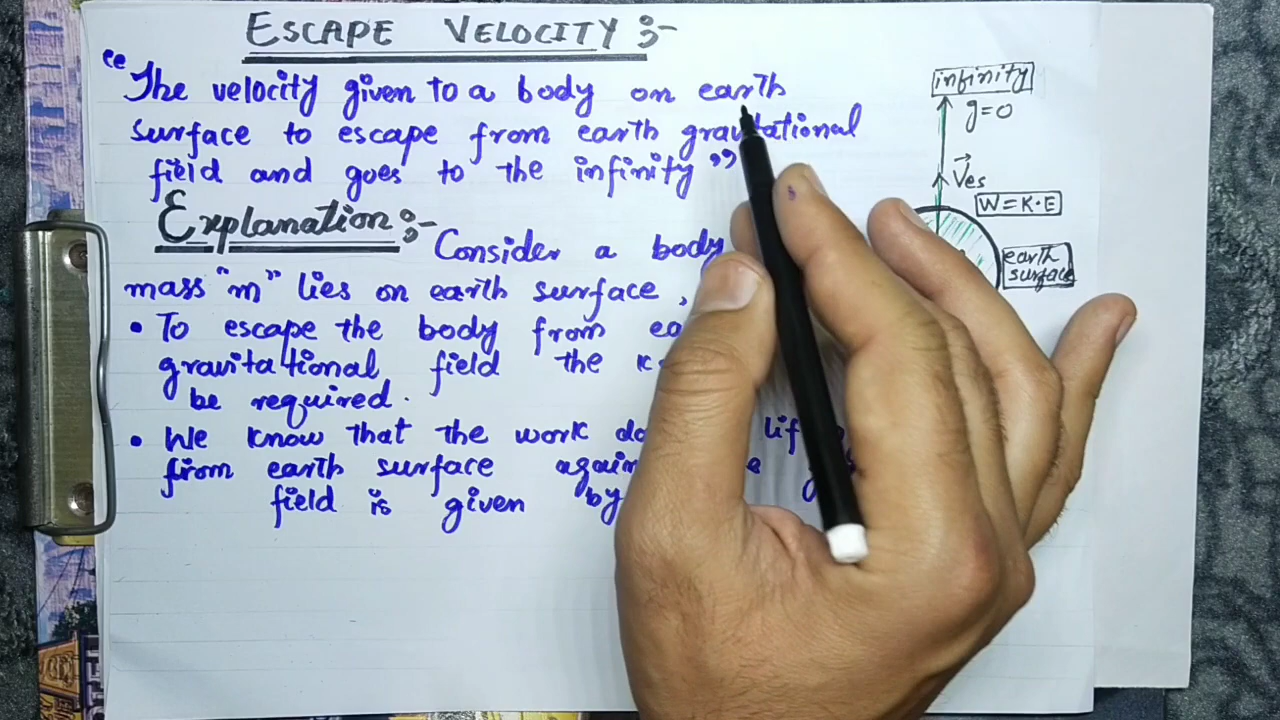 ESCAPE VELOCITY :-
"The velocity given to a body on earth
surface to escape from earth gravitational
field and goes to the infinity"
Explanation :- Consider a body
mass "m" lies on earth surface,
• To escape the body from
gravitational field the
be required.
• We know that the work
from earth surface
field is given by
infinity
g=0
V⃗es
W=K·E
earth
surface